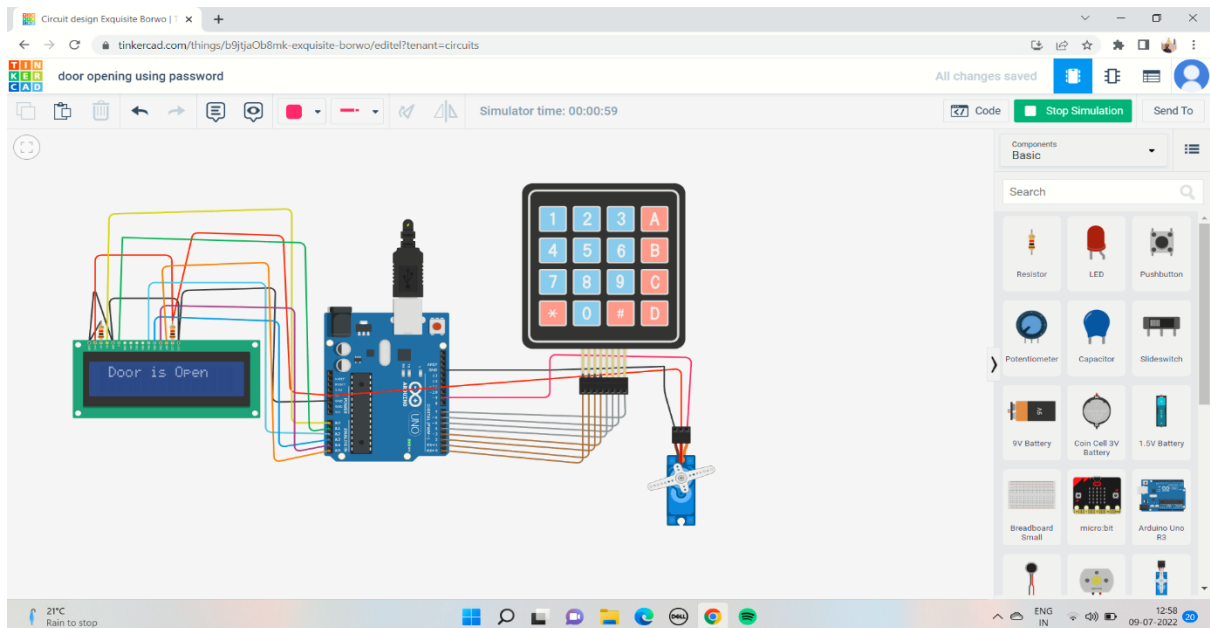 Circuit design Exquisite Borwo | T
tinkercad.com/things/b9jtjaOb8mk-exquisite-borwo/editel?tenant=circuits
TIN
KER
CAD
door opening using password
All changes saved
Simulator time: 00:00:59
Code
Stop Simulation
Send To
Components
Basic
Search
Resistor
LED
Pushbutton
Potentiometer
Capacitor
Slideswitch
9V
9V Battery
Coin Cell 3V
Battery
1.5V Battery
Breadboard
Small
micro:bit
Arduino Uno
R3
1 2 3 A
4 5 6 B
7 8 9 C
* 0 # D
Door is Open
UNO
ARDUINO
21°C
Rain to stop
DELL
ENG
IN
12:58
09-07-2022
20